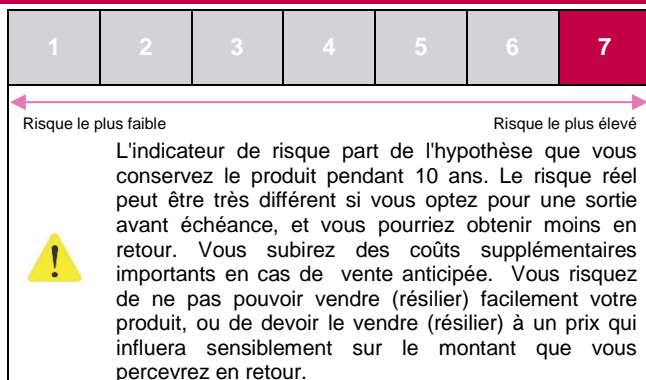 1 2 3 4 5 6 7
Risque le plus faible Risque le plus élevé
L'indicateur de risque part de l'hypothèse que vous
conservez le produit pendant 10 ans. Le risque réel
peut être très différent si vous optez pour une sortie
avant échéance, et vous pourriez obtenir moins en
retour. Vous subirez des coûts supplémentaires
importants en cas de vente anticipée. Vous risquez
de ne pas pouvoir vendre (résilier) facilement votre
produit, ou de devoir le vendre (résilier) à un prix qui
influera sensiblement sur le montant que vous
percevrez en retour.